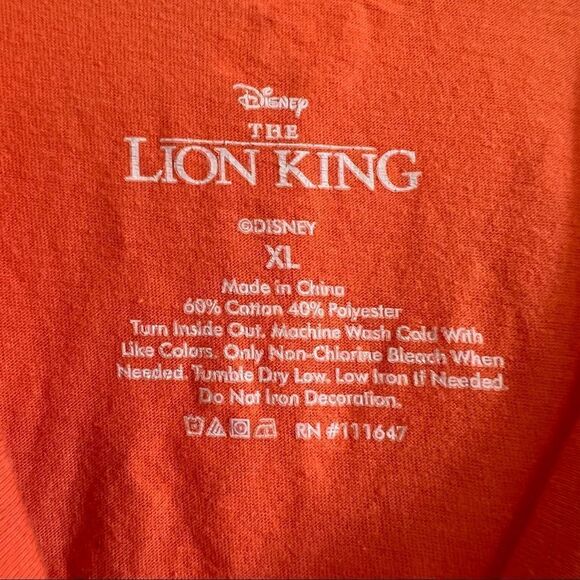 Disney
THE
LION KING
©DISNEY
XL
Made in China
60% Cotton 40% Polyester
Turn Inside Out. Machine Wash Cold With
Like Colors. Only Non-Chlorine Bleach When
Needed. Tumble Dry Low. Low Iron if Needed.
Do Not Iron Decoration.
RN #111647